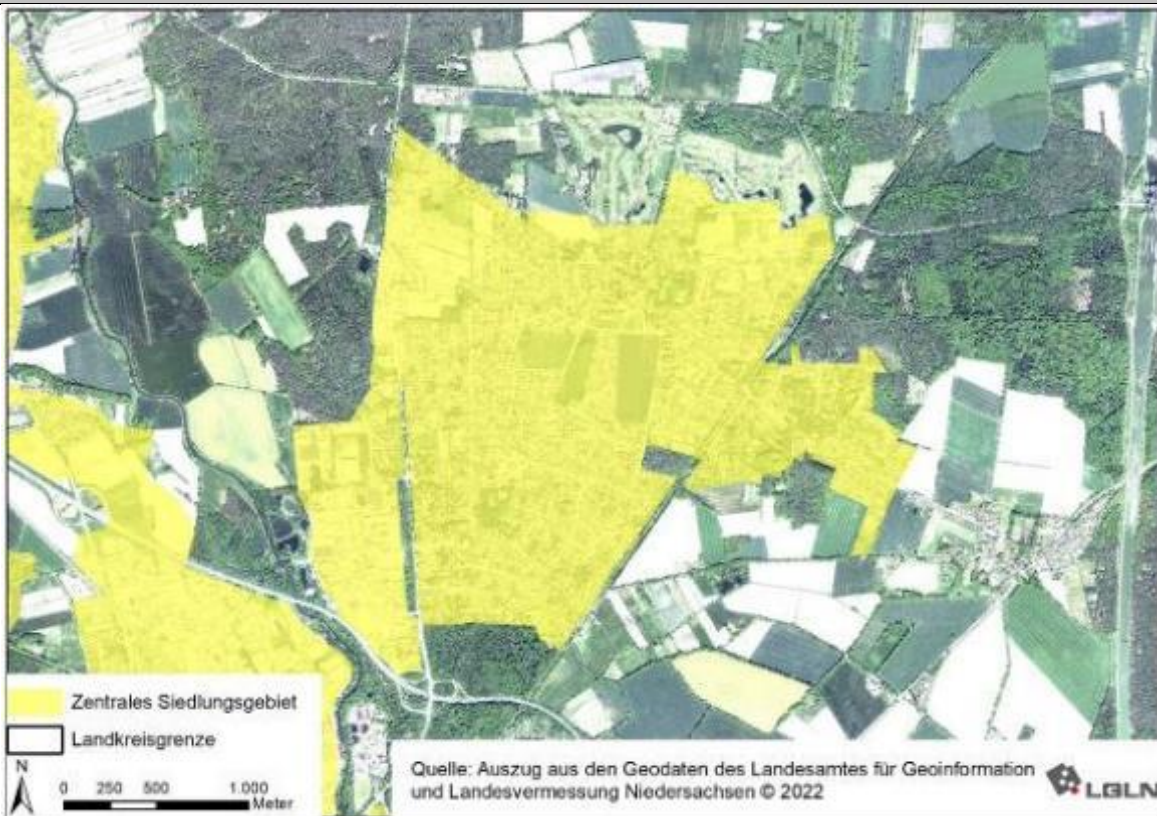 Zentrales Siedlungsgebiet
Landkreisgrenze
N
0 250 500 1.000
Meter
Quelle: Auszug aus den Geodaten des Landesamtes für Geoinformation
und Landesvermessung Niedersachsen © 2022
LGLN